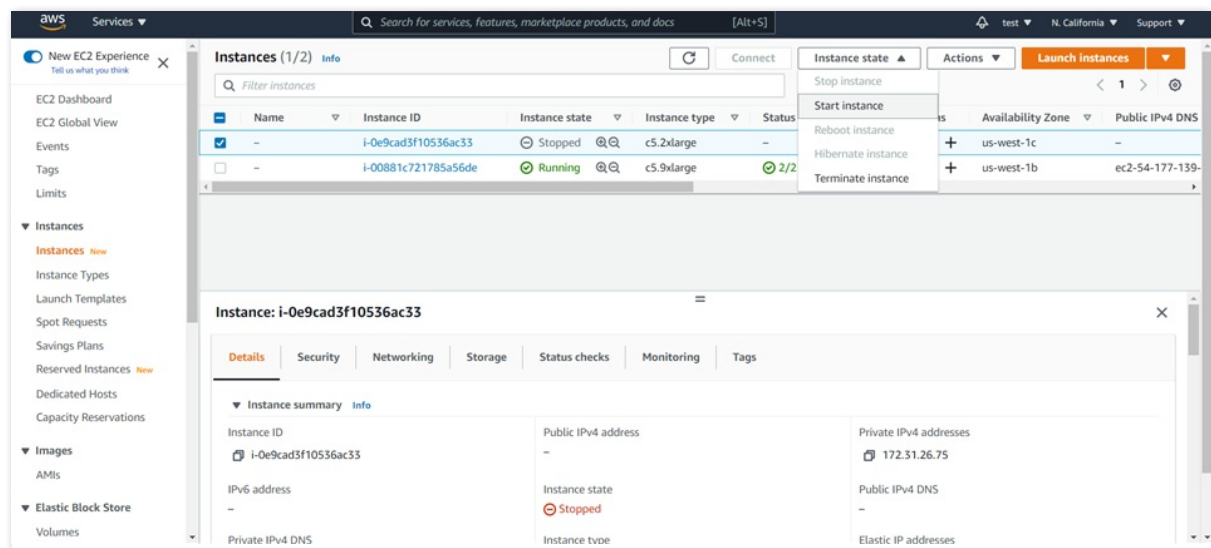 aws Services ▼ Search for services, features, marketplace products, and docs [Alt+S] test ▼ N. California ▼ Support ▼
New EC2 Experience
Tell us what you think
EC2 Dashboard
EC2 Global View
Events
Tags
Limits
▼ Instances
Instances New
Instance Types
Launch Templates
Spot Requests
Savings Plans
Reserved Instances New
Dedicated Hosts
Capacity Reservations
▼ Images
AMIs
▼ Elastic Block Store
Volumes
Instances (1/2) Info Connect Instance state ▲ Actions ▼ Launch instances ▼
Filter instances
< 1 >
Stop instance
Start instance
Reboot instance
Hibernate instance
Terminate instance
Name Instance ID Instance state Instance type Status Availability Zone Public IPv4 DNS
– i-0e9cad3f10536ac33 Stopped c5.2xlarge – + us-west-1c –
– i-00881c721785a56de Running c5.9xlarge 2/2 + us-west-1b ec2-54-177-139-
Instance: i-0e9cad3f10536ac33
Details Security Networking Storage Status checks Monitoring Tags
▼ Instance summary Info
Instance ID Public IPv4 address Private IPv4 addresses
i-0e9cad3f10536ac33 – 172.31.26.75
IPv6 address Instance state Public IPv4 DNS
– Stopped –
Private IPv4 DNS Instance type Elastic IP addresses